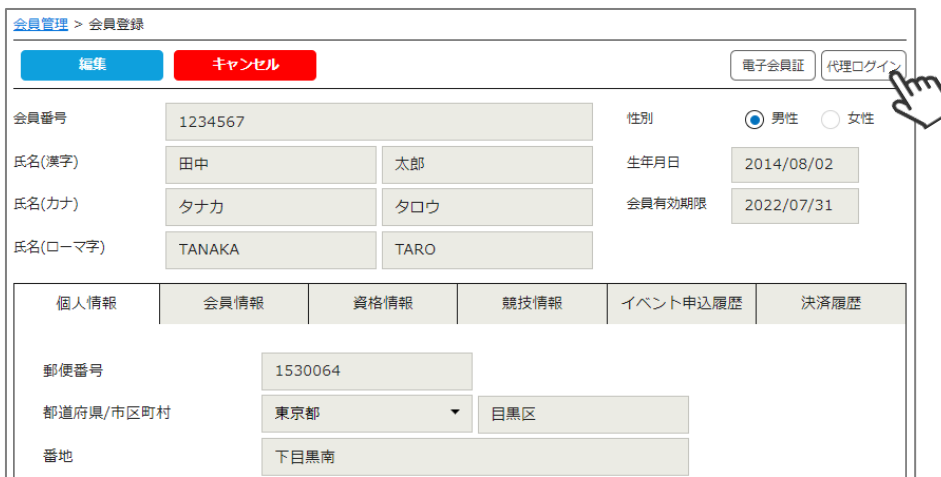 会員管理 > 会員登録
編集 キャンセル 電子会員証 代理ログイン
会員番号 1234567 性別 男性 女性
氏名(漢字) 田中 太郎 生年月日 2014/08/02
氏名(カナ) タナカ タロウ 会員有効期限 2022/07/31
氏名(ローマ字) TANAKA TARO
個人情報 会員情報 資格情報 競技情報 イベント申込履歴 決済履歴
郵便番号 1530064
都道府県/市区町村 東京都 目黒区
番地 下目黒南